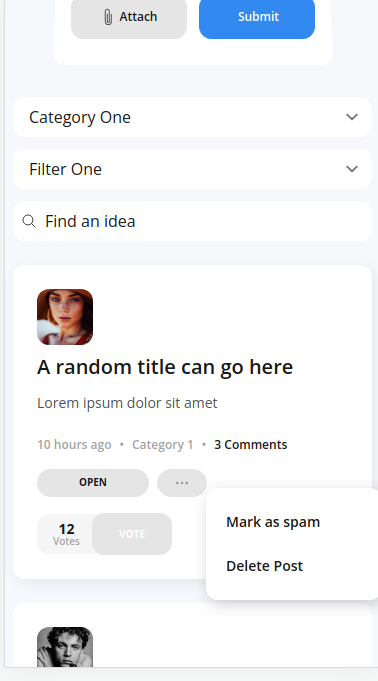 Attach
Submit
Category One
Filter One
Find an idea
A random title can go here
Lorem ipsum dolor sit amet
10 hours ago • Category 1 • 3 Comments
OPEN
...
Mark as spam
12
Votes
VOTE
Delete Post